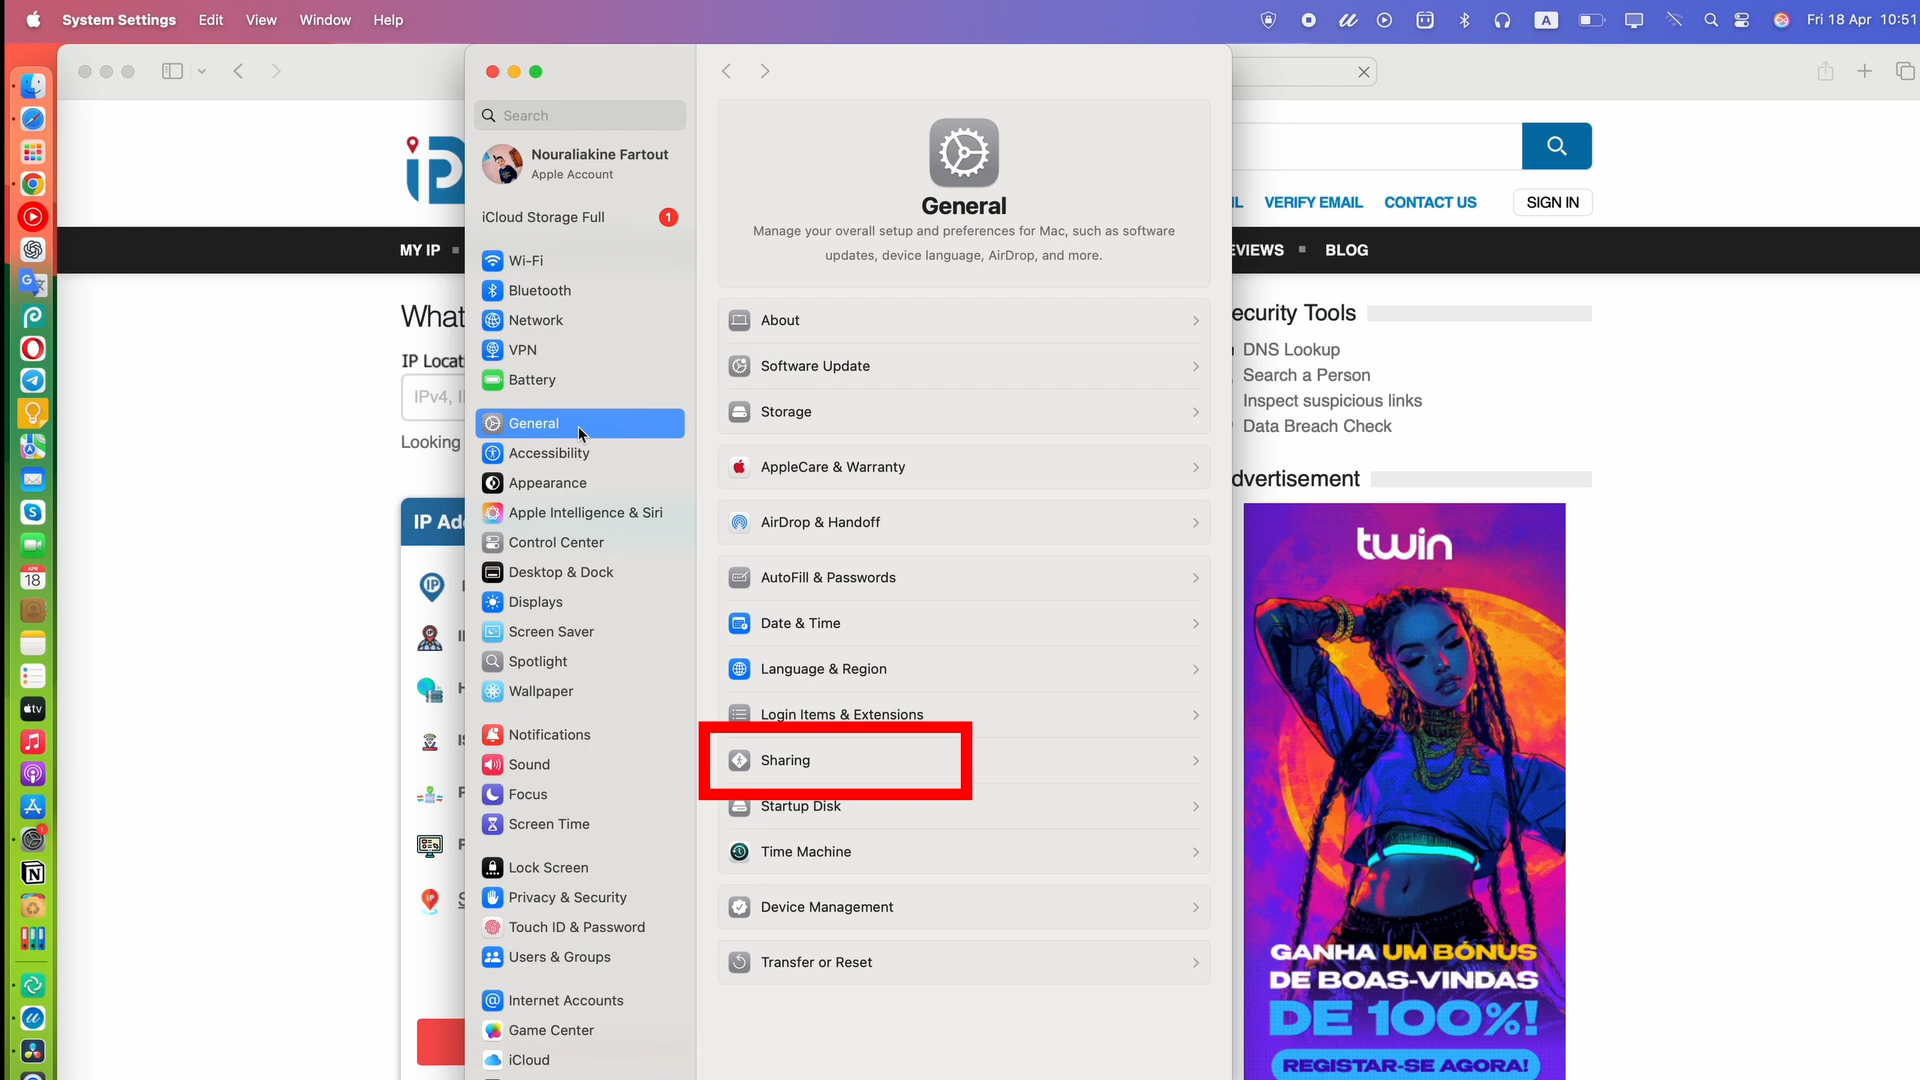 System Settings Edit View Window Help
A
Fri 18 Apr 10:51
Search
Nouraliakine Fartout
Apple Account
iCloud Storage Full 1
Wi-Fi
Bluetooth
Network
VPN
Battery
General
Accessibility
Appearance
Apple Intelligence & Siri
Control Center
Desktop & Dock
Displays
Screen Saver
Spotlight
Wallpaper
Notifications
Sound
Focus
Screen Time
Lock Screen
Privacy & Security
Touch ID & Password
Users & Groups
Internet Accounts
Game Center
iCloud
General
Manage your overall setup and preferences for Mac, such as software
updates, device language, AirDrop, and more.
About
Software Update
Storage
AppleCare & Warranty
AirDrop & Handoff
AutoFill & Passwords
Date & Time
Language & Region
Login Items & Extensions
Sharing
Startup Disk
Time Machine
Device Management
Transfer or Reset
iP
MY IP
What
IP Locat
IPv4, I
Looking
IP Ad
IP
VERIFY EMAIL CONTACT US SIGN IN
EVIEWS BLOG
ecurity Tools
DNS Lookup
Search a Person
Inspect suspicious links
Data Breach Check
dvertisement
twin
GANHA UM BÓNUS
DE BOAS-VINDAS
DE 100%!
REGISTAR-SE AGORA!
APR
18
tv